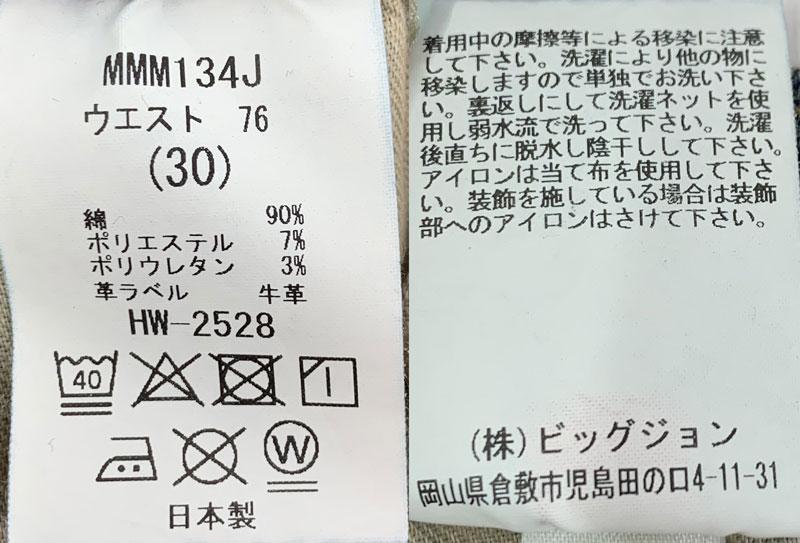 MMM134J
ウエスト 76
(30)
綿 90%
ポリエステル 7%
ポリウレタン 3%
革ラベル 牛革
HW-2528
40
W
日本製
着用中の摩擦等による移染に注意
して下さい。洗濯により他の物に
移染しますので単独でお洗い下さ
い。裏返しにして洗濯ネットを使
用し弱水流で洗って下さい。洗濯
後直ちに脱水し陰干しして下さい。
アイロンは当て布を使用して下さ
い。装飾を施している場合は装飾
部へのアイロンはさけて下さい。
(株)ビッグジョン
岡山県倉敷市児島田の口4-11-31